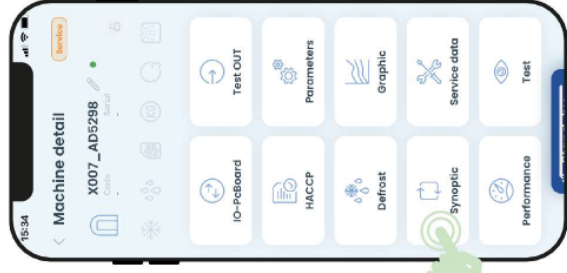 15:34
Machine detail
Service
X007_AD5298
Code
Serial
-
-
KG
IO-PcBoard
Test OUT
HACCP
Parameters
Defrost
Graphic
Synoptic
Service data
Performance
Test